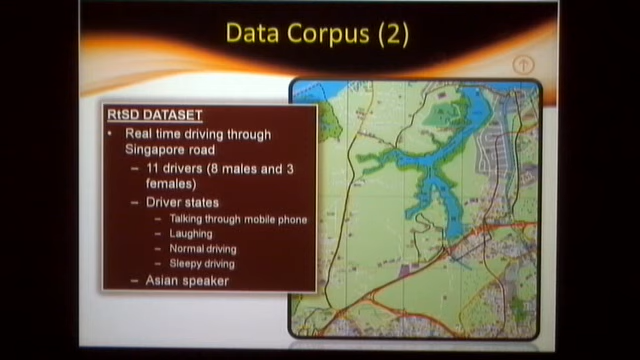 Data Corpus (2)
RtSD DATASET
• Real time driving through
Singapore road
– 11 drivers (8 males and 3
females)
– Driver states
– Talking through mobile phone
– Laughing
– Normal driving
– Sleepy driving
– Asian speaker